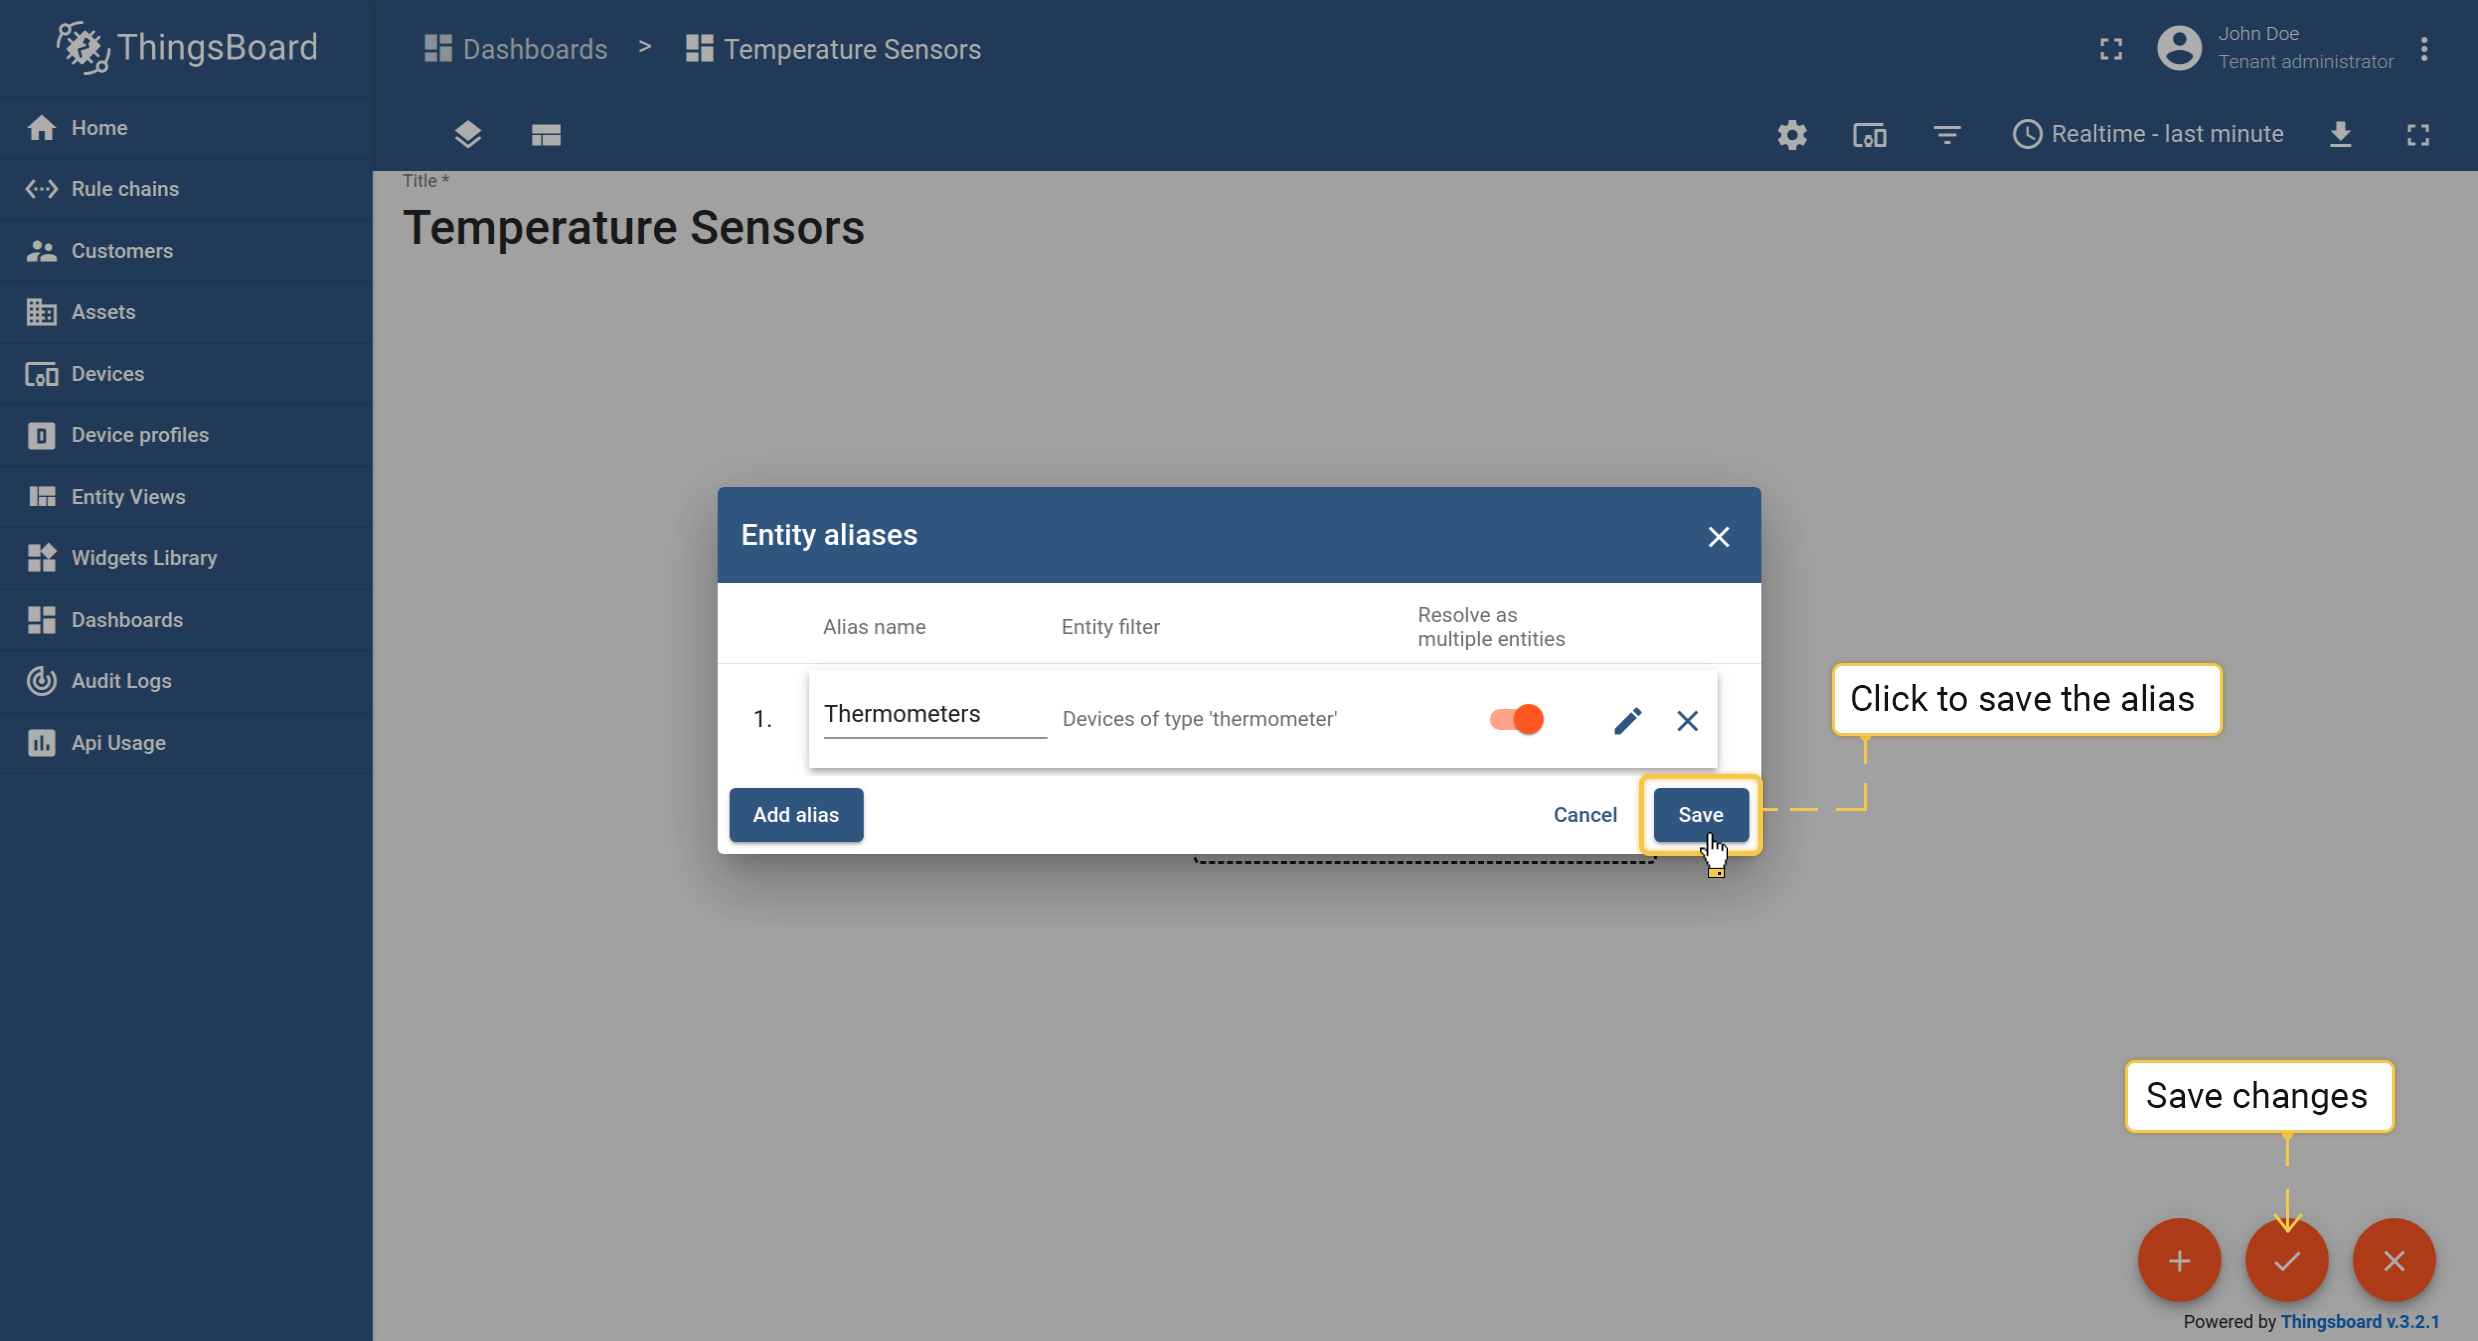 ThingsBoard
Dashboards > Temperature Sensors
John Doe
Tenant administrator
Realtime - last minute
Home
Rule chains
Customers
Assets
Devices
Device profiles
Entity Views
Widgets Library
Dashboards
Audit Logs
Api Usage
Title *
Temperature Sensors
Entity aliases
Alias name
Entity filter
Resolve as
multiple entities
1.
Thermometers
Devices of type 'thermometer'
Add alias
Cancel
Save
Click to save the alias
Save changes
Powered by Thingsboard v.3.2.1